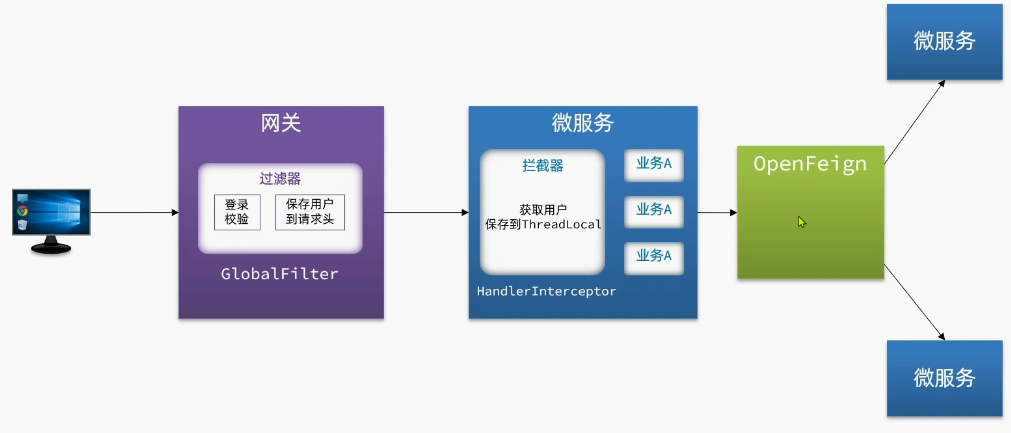 网关
过滤器
登录
校验
保存用户
到请求头
GlobalFilter
微服务
拦截器
获取用户
保存到ThreadLocal
HandlerInterceptor
业务A
业务A
业务A
OpenFeign
微服务
微服务